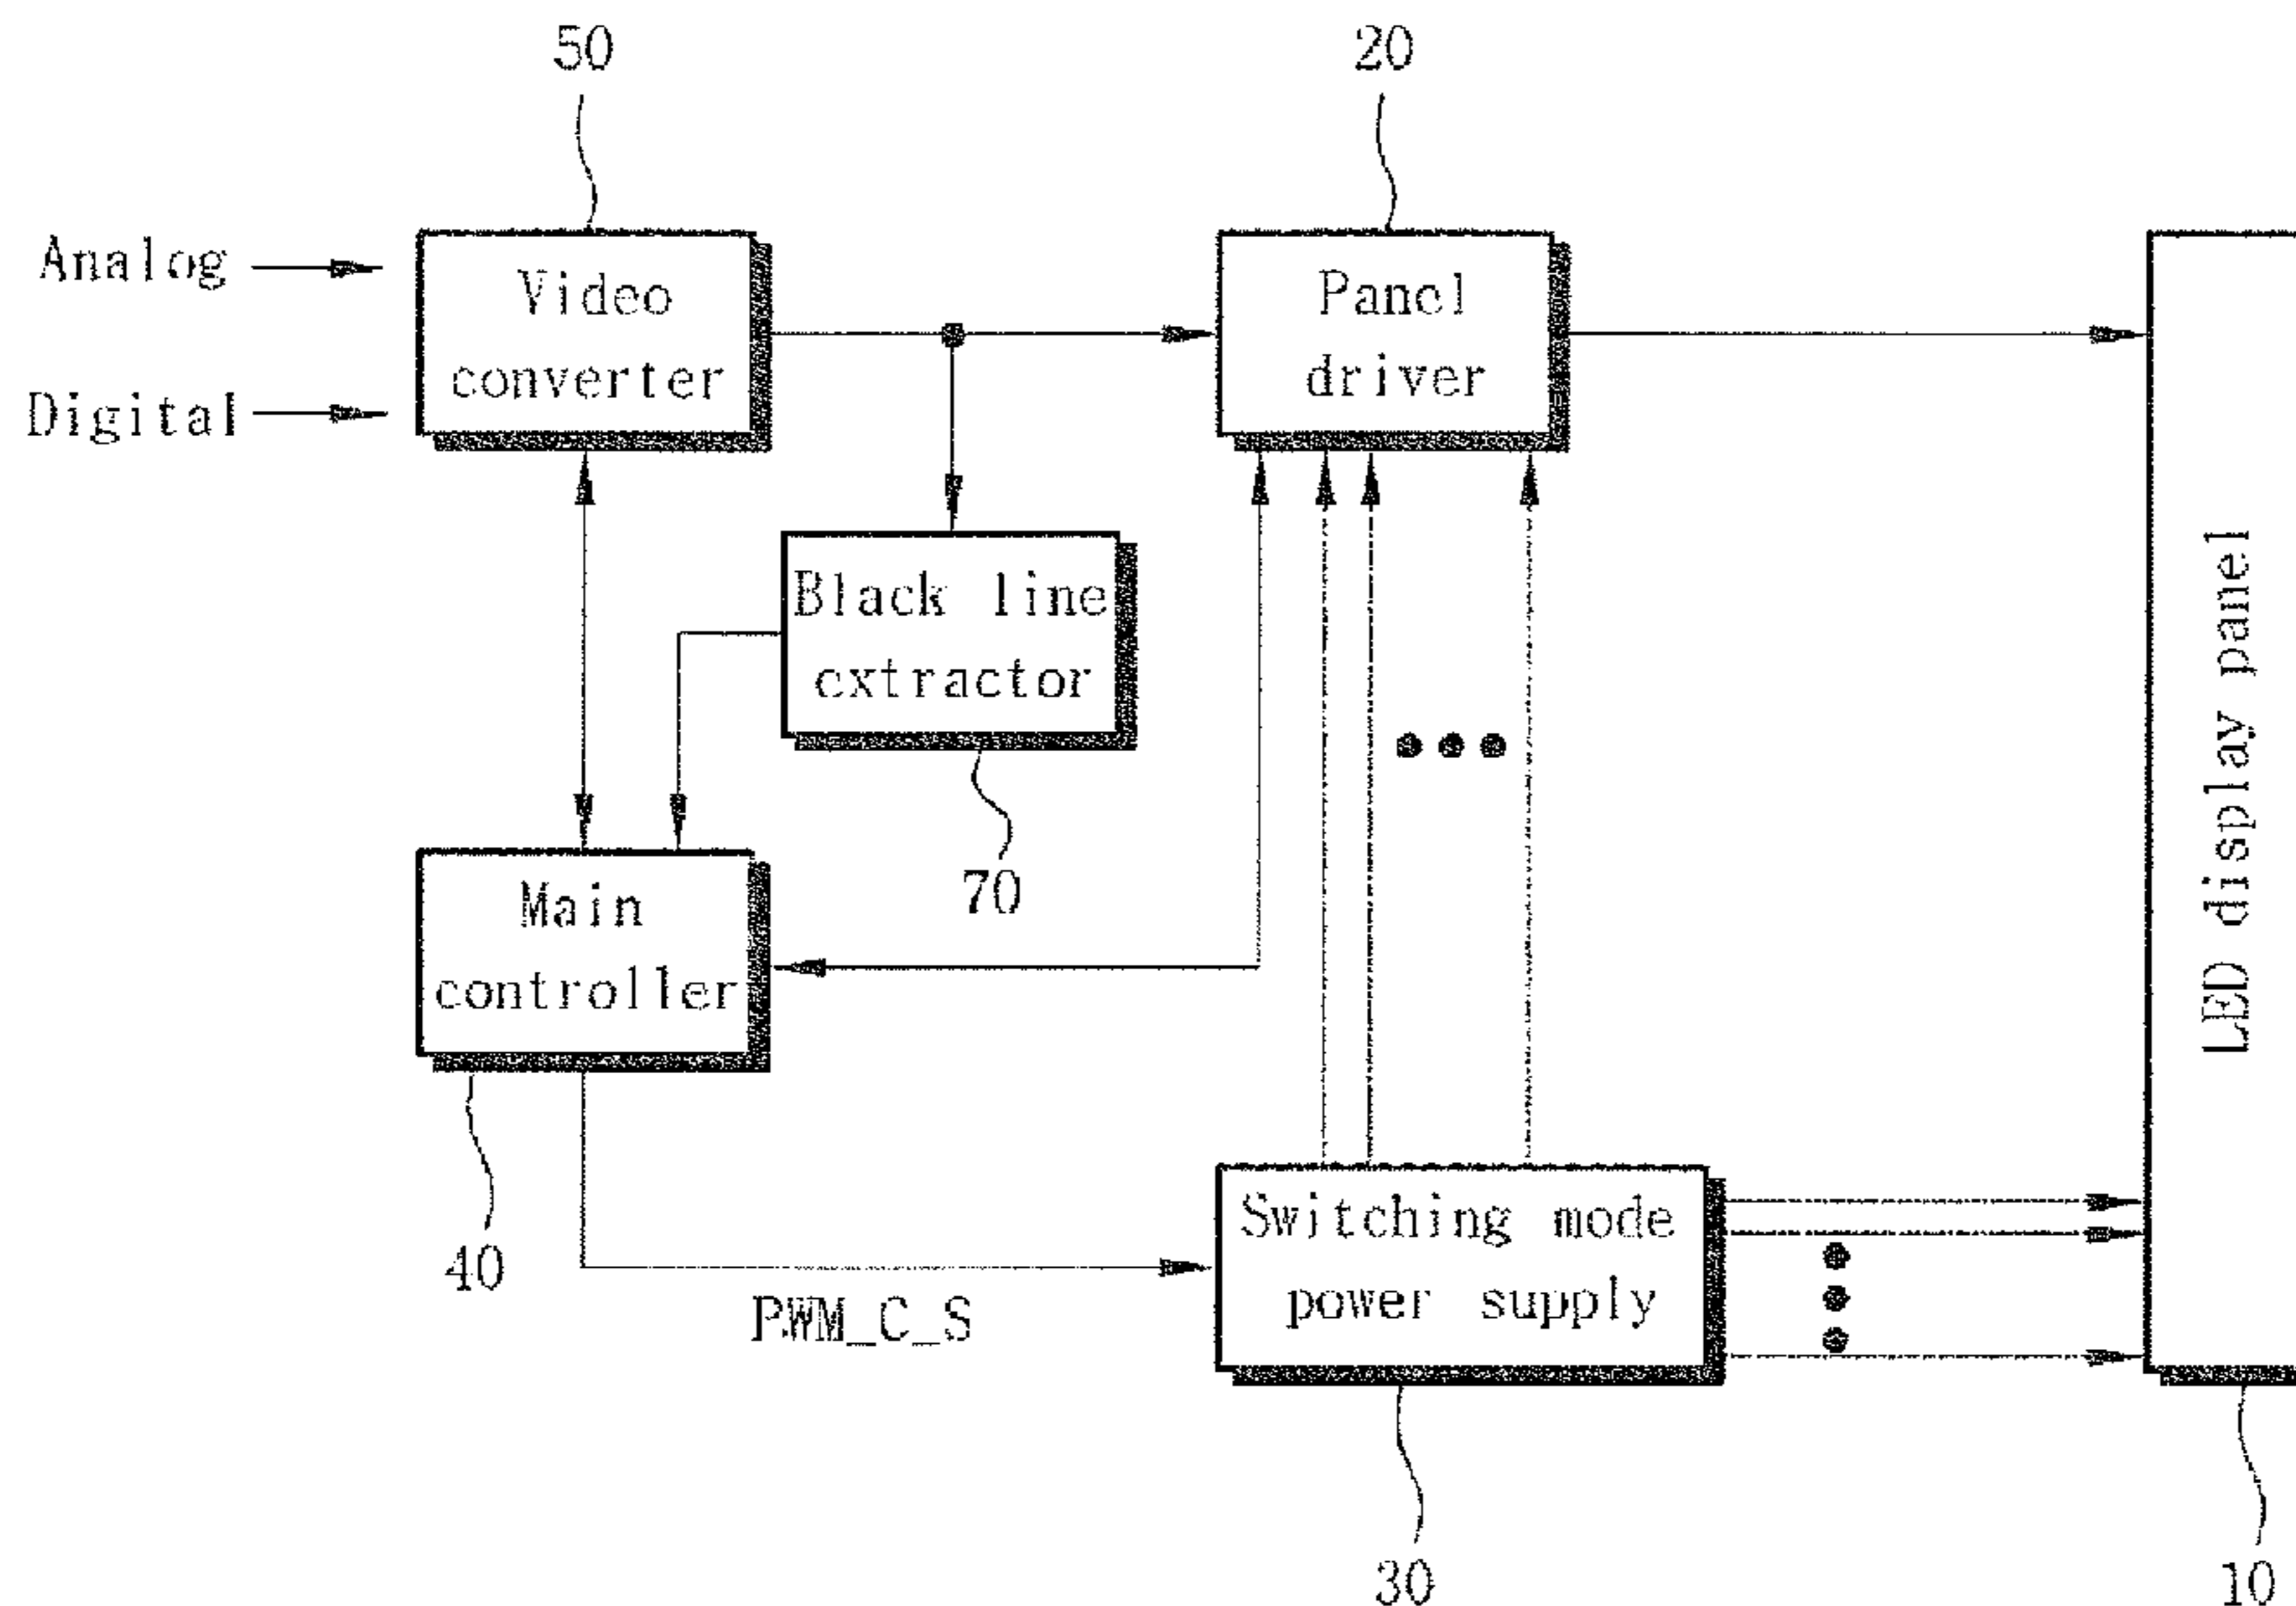 50
20
Analog
Digital
Video
converter
Panel
driver
Black line
extractor
70
LED display panel
Main
controller
40
PWM_C_S
Switching mode
power supply
30
10